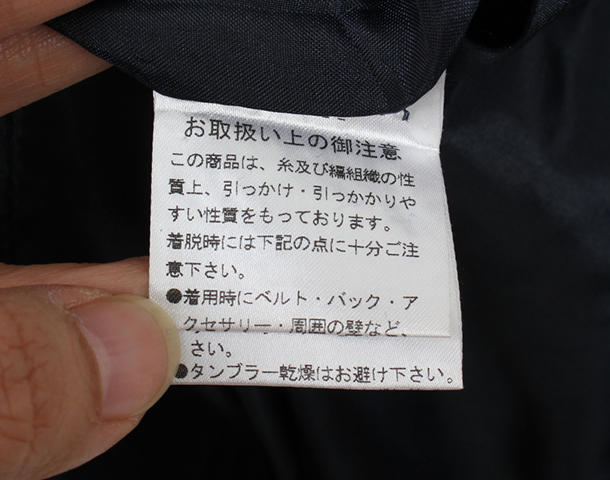 お取扱い上の御注意
この商品は、糸及び編組織の性
質上、引っかけ・引っかかりや
すい性質をもっております。
着脱時には下記の点に十分ご注
意下さい。
●着用時にベルト・バック・ア
クセサリー・周囲の壁など、
さい。
●タンブラー乾燥はお避け下さい。